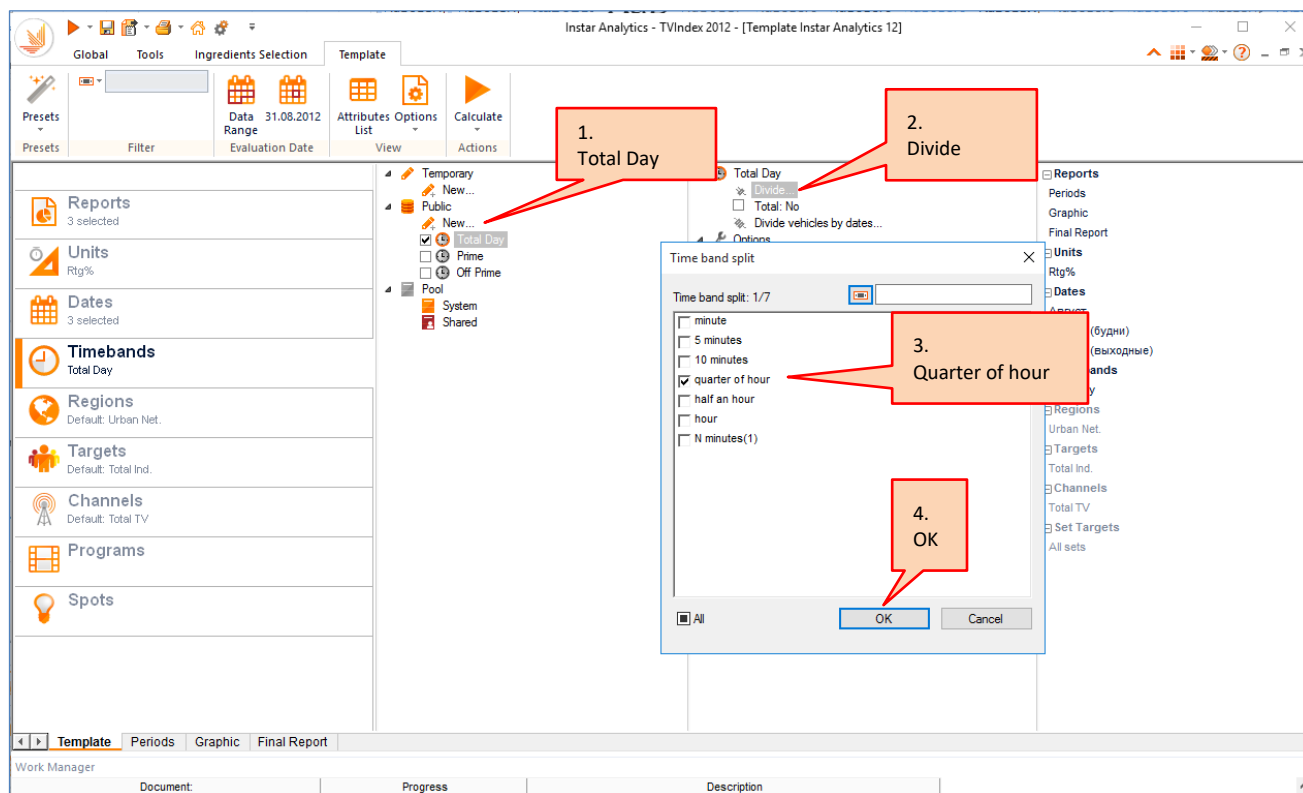 Instar Analytics - TVIndex 2012 - [Template Instar Analytics 12]
Global Tools Ingredients Selection Template
Presets
Data Range
31.08.2012
Attributes List
Options
Calculate
Presets Filter Evaluation Date View Actions
1.
Total Day
2.
Divide
Reports
3 selected
Units
Rtg%
Dates
3 selected
Timebands
Total Day
Regions
Default: Urban Net.
Targets
Default: Total Ind.
Channels
Default: Total TV
Programs
Spots
Temporary
New...
Public
New...
Total Day
Prime
Off Prime
Pool
System
Shared
Total Day
Divide...
Total: No
Divide vehicles by dates...
Options
Time band split
Time band split: 1/7
minute
5 minutes
10 minutes
quarter of hour
half an hour
hour
N minutes(1)
3.
Quarter of hour
4.
OK
All
OK
Cancel
Reports
Periods
Graphic
Final Report
Units
Rtg%
Dates
Август
(будни)
(выходные)
Regions
Urban Net.
Targets
Total Ind.
Channels
Total TV
Set Targets
All sets
Template Periods Graphic Final Report
Work Manager
Document: Progress Description